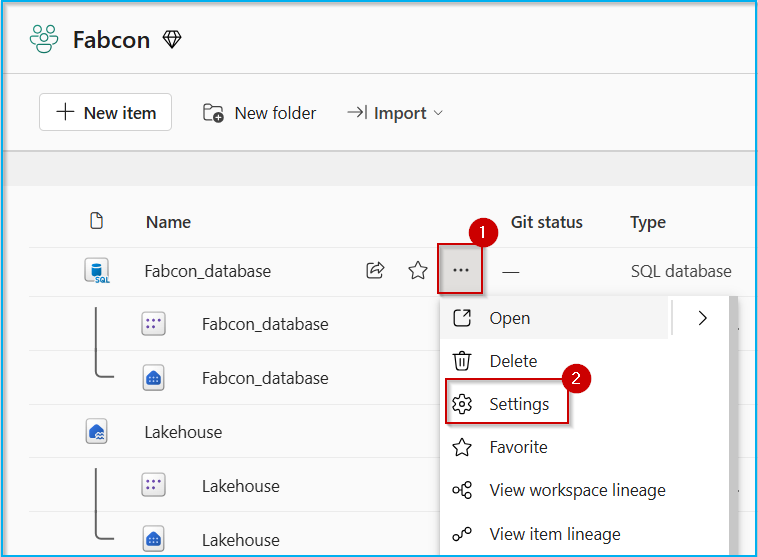 Fabcon
New item New folder Import
Name Git status Type
1
Fabcon_database ... — SQL database
SQL
Open
Fabcon_database
Delete
Fabcon_database
2
Settings
Lakehouse
Favorite
Lakehouse
View workspace lineage
Lakehouse
View item lineage